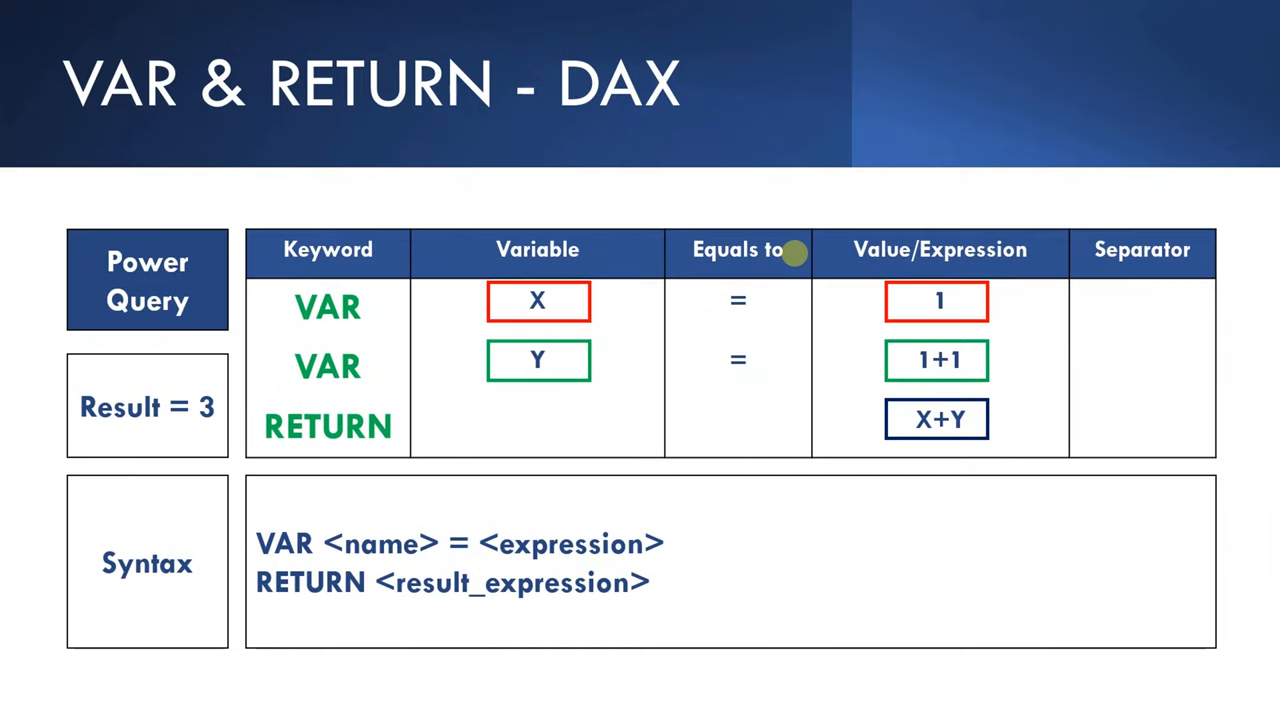 VAR & RETURN - DAX
Power
Query
Result = 3
Keyword Variable Equals to Value/Expression Separator
VAR X = 1
VAR Y = 1+1
RETURN X+Y
Syntax
VAR <name> = <expression>
RETURN <result_expression>